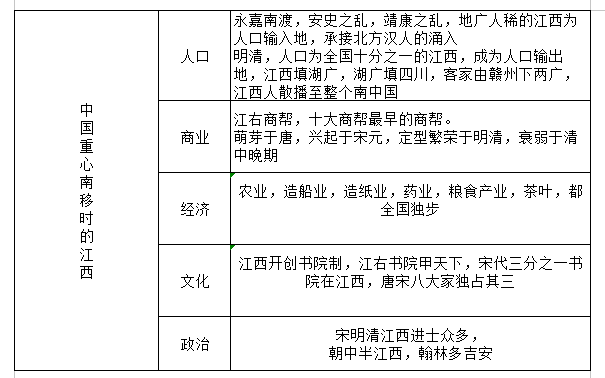 中国重心南移时的江西
人口
永嘉南渡，安史之乱，靖康之乱，地广人稀的江西为
人口输入地，承接北方汉人的涌入
明清，人口为全国十分之一的江西，成为人口输出
地，江西填湖广，湖广填四川，客家由赣州下两广，
江西人散播至整个南中国
商业
江右商帮，十大商帮最早的商帮。
萌芽于唐，兴起于宋元，定型繁荣于明清，衰弱于清
中晚期
经济
农业，造船业，造纸业，药业，粮食产业，茶叶，都
全国独步
文化
江西开创书院制，江右书院甲天下，宋代三分之一书
院在江西，唐宋八大家独占其三
政治
宋明清江西进士众多，
朝中半江西，翰林多吉安